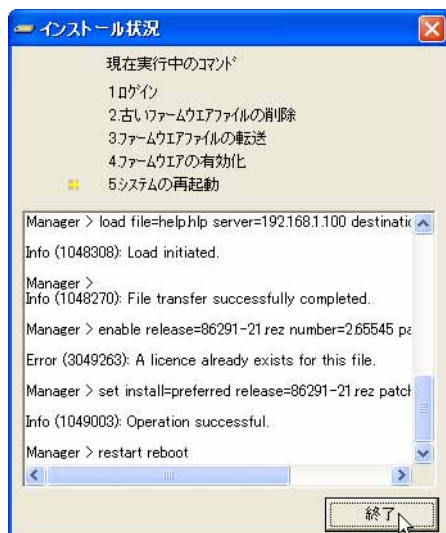 インストール状況
現在実行中のコマンド
1.ログイン
2.古いファームウエアファイルの削除
3.ファームウエアファイルの転送
4.ファームウエアの有効化
5.システムの再起動
Manager > load file=help.hlp server=192.168.1.100 destinatio
Info (1048308): Load initiated.
Manager >
Info (1048270): File transfer successfully completed.
Manager > enable release=86291-21.rez number=2.65545 pa
Error (3049263): A licence already exists for this file.
Manager > set install=preferred release=86291-21.rez patch
Info (1049003): Operation successful.
Manager > restart reboot
終了